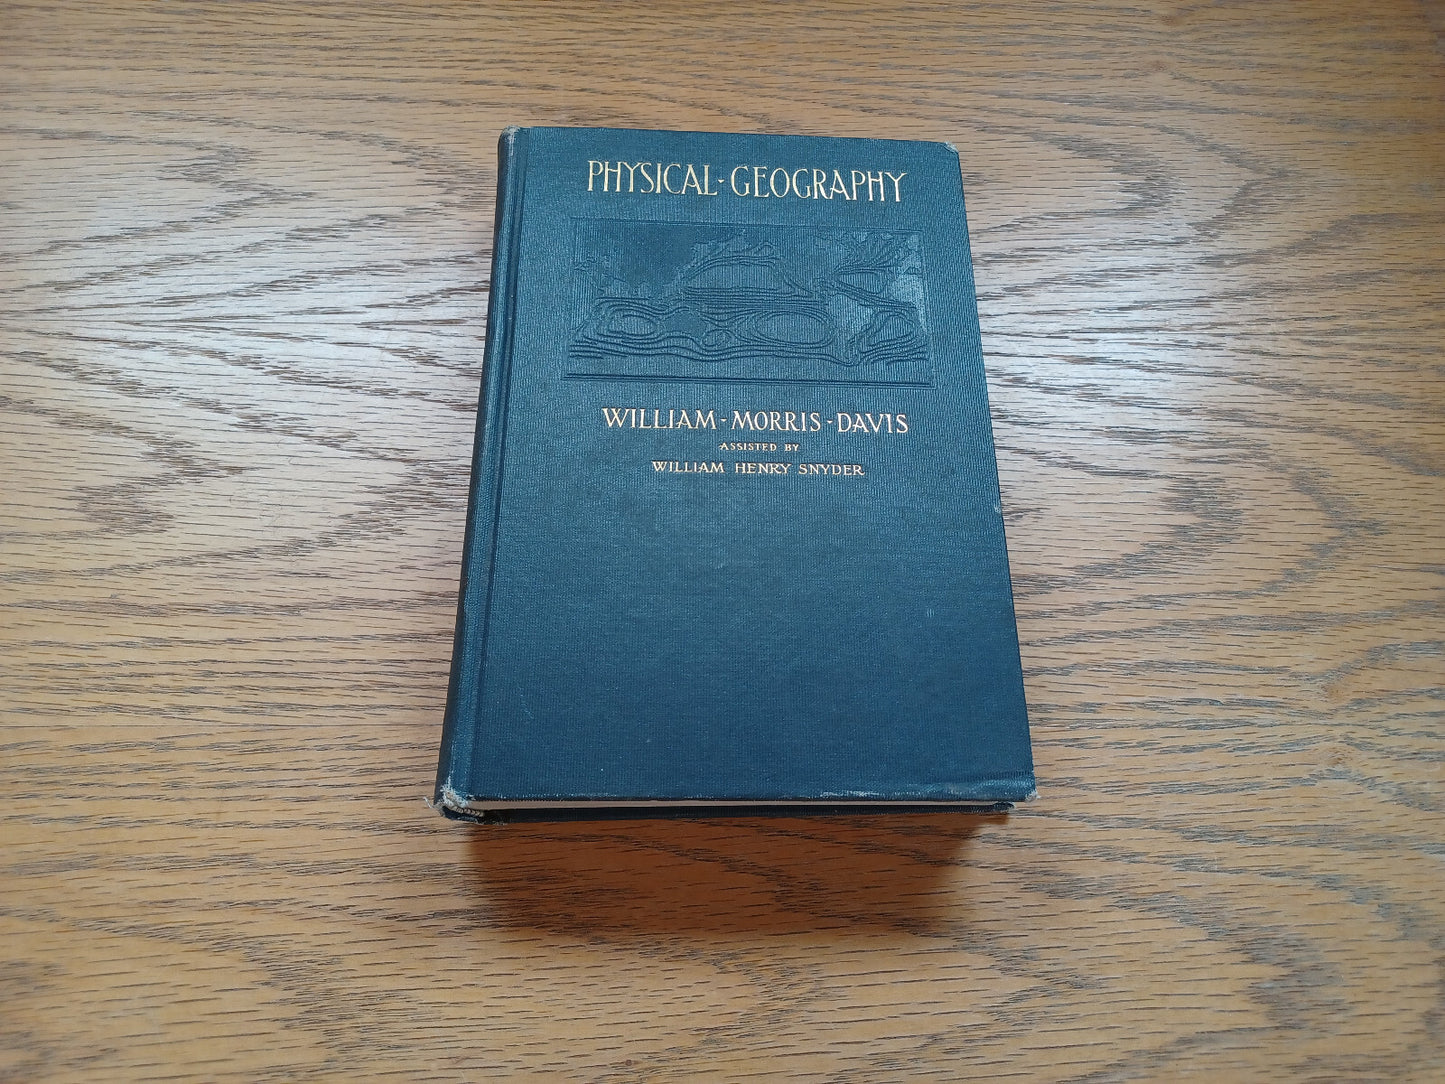 PHYSICAL-GEOGRAPHY
WILLIAM-MORRIS-DAVIS
ASSISTED BY
WILLIAM HENRY SNYDER